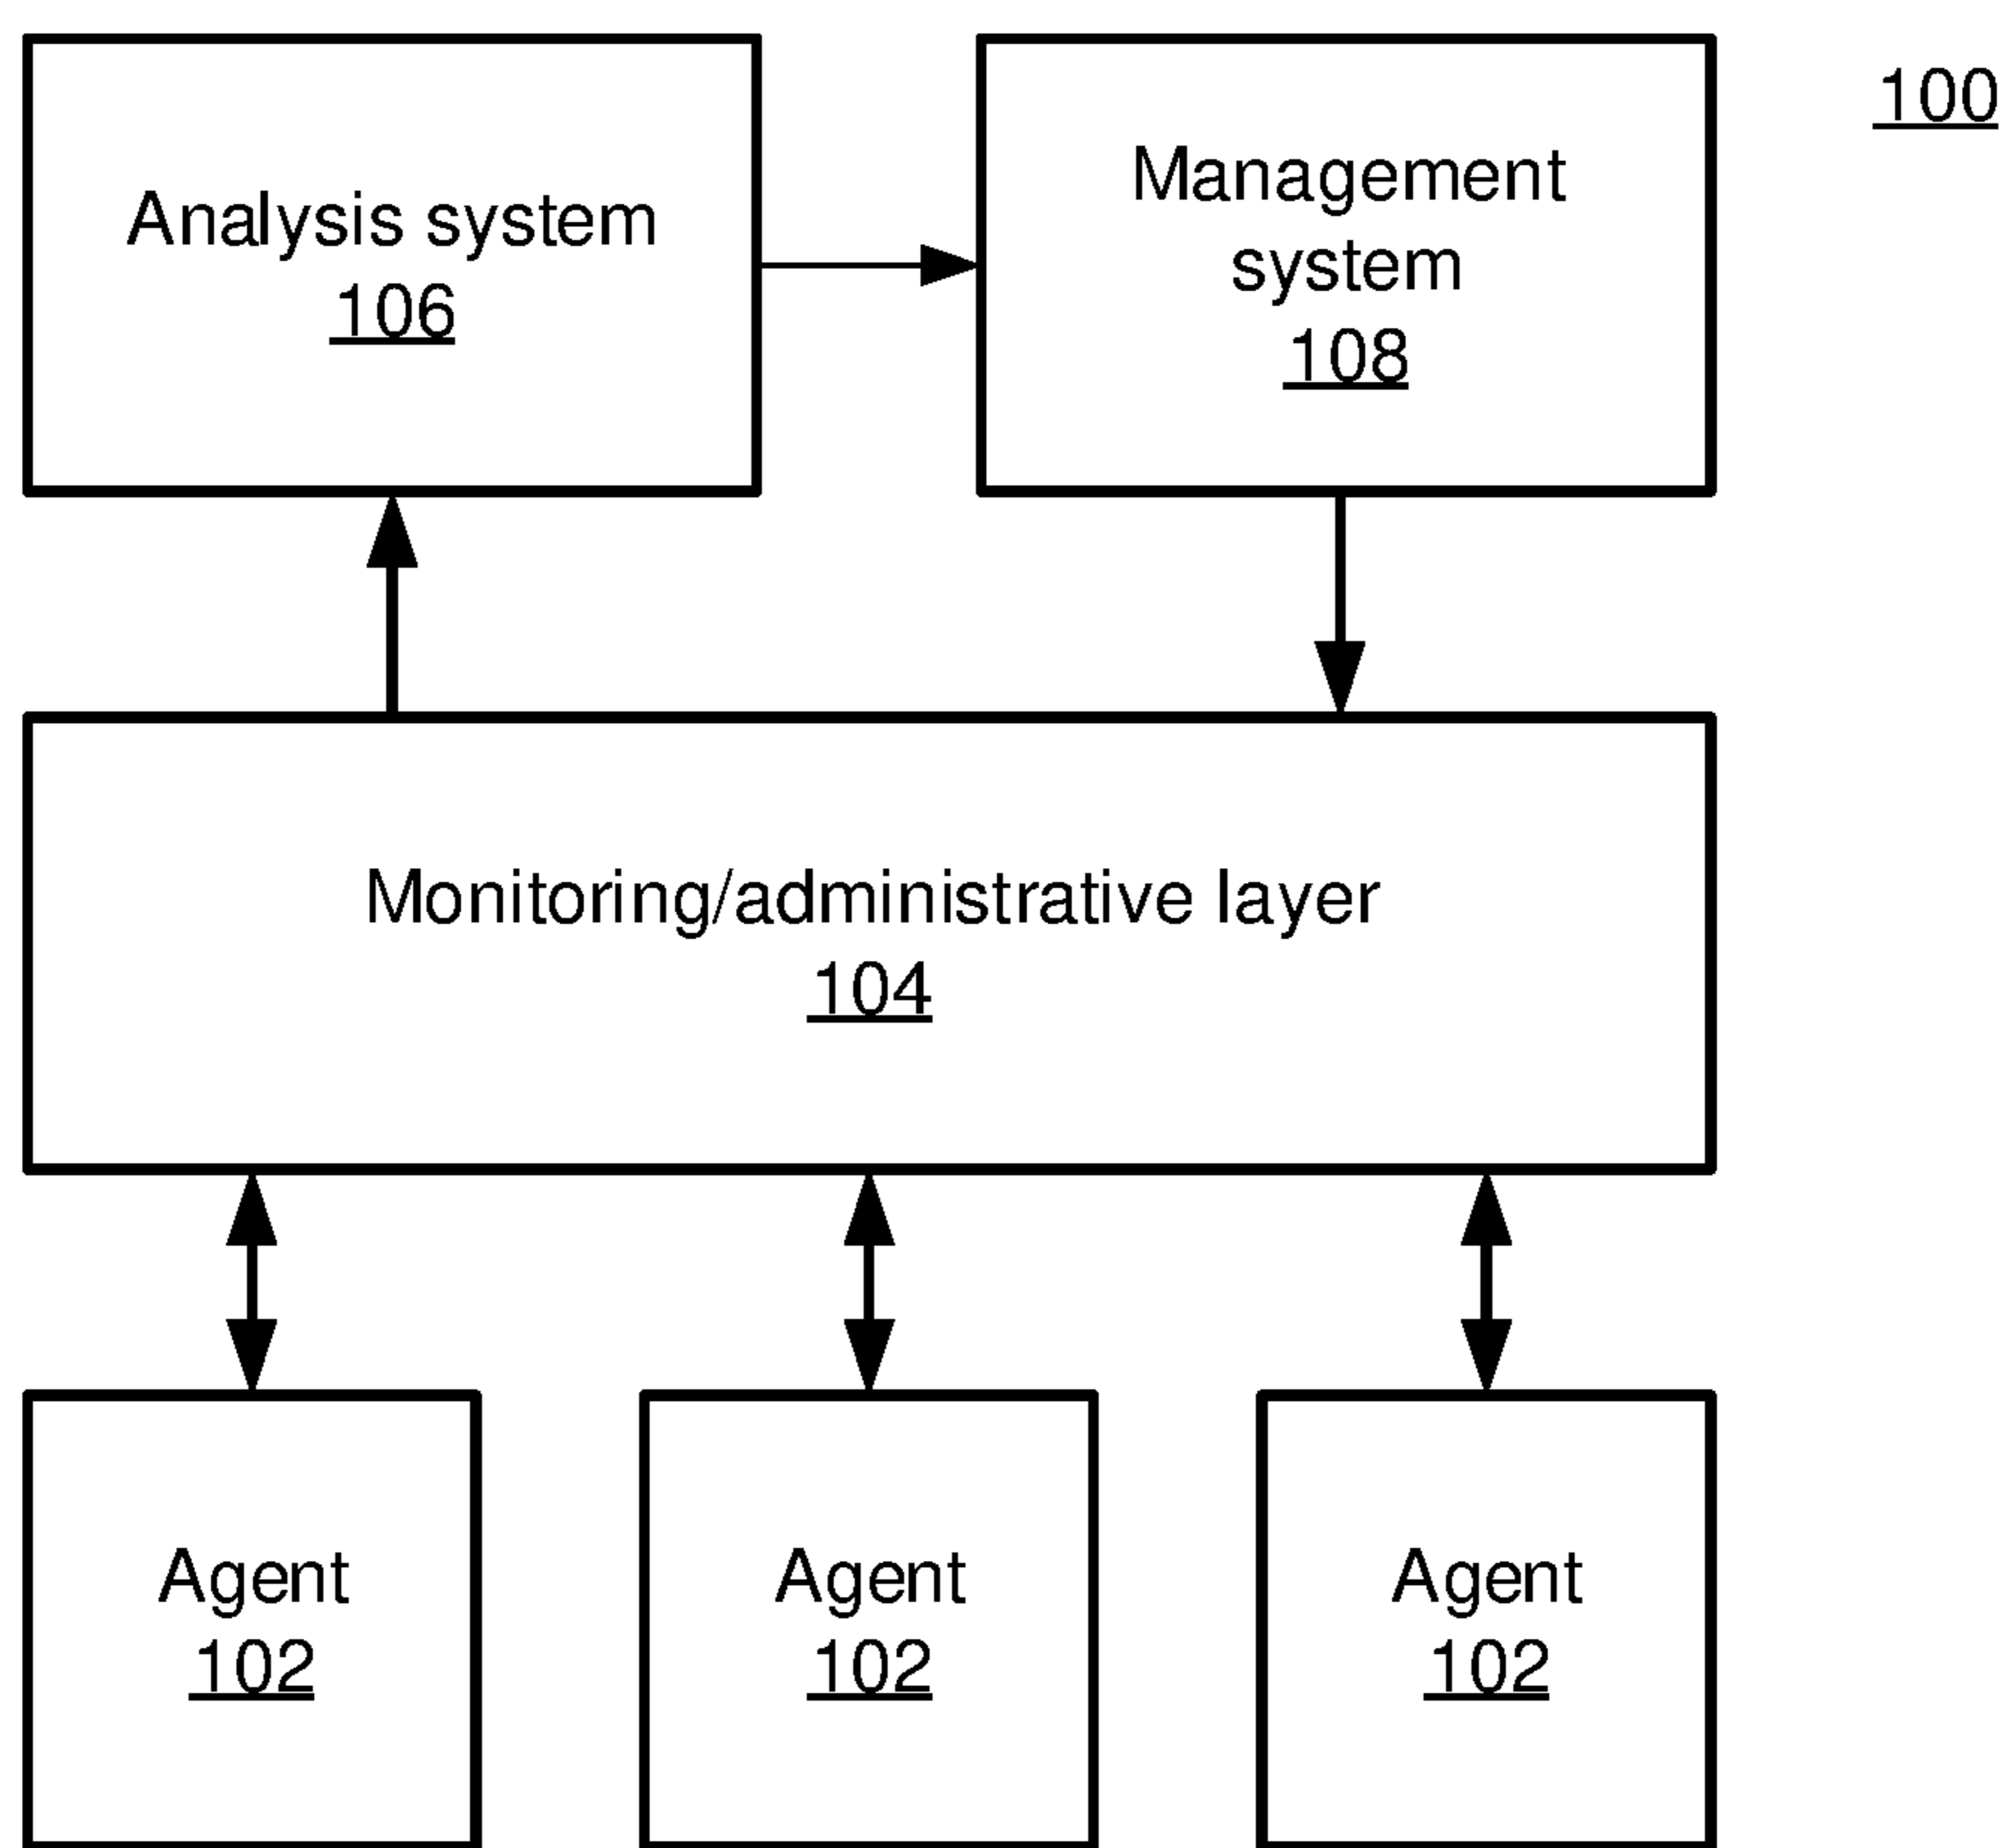 100
Analysis system
106
Management
system
108
Monitoring/administrative layer
104
Agent
102
Agent
102
Agent
102